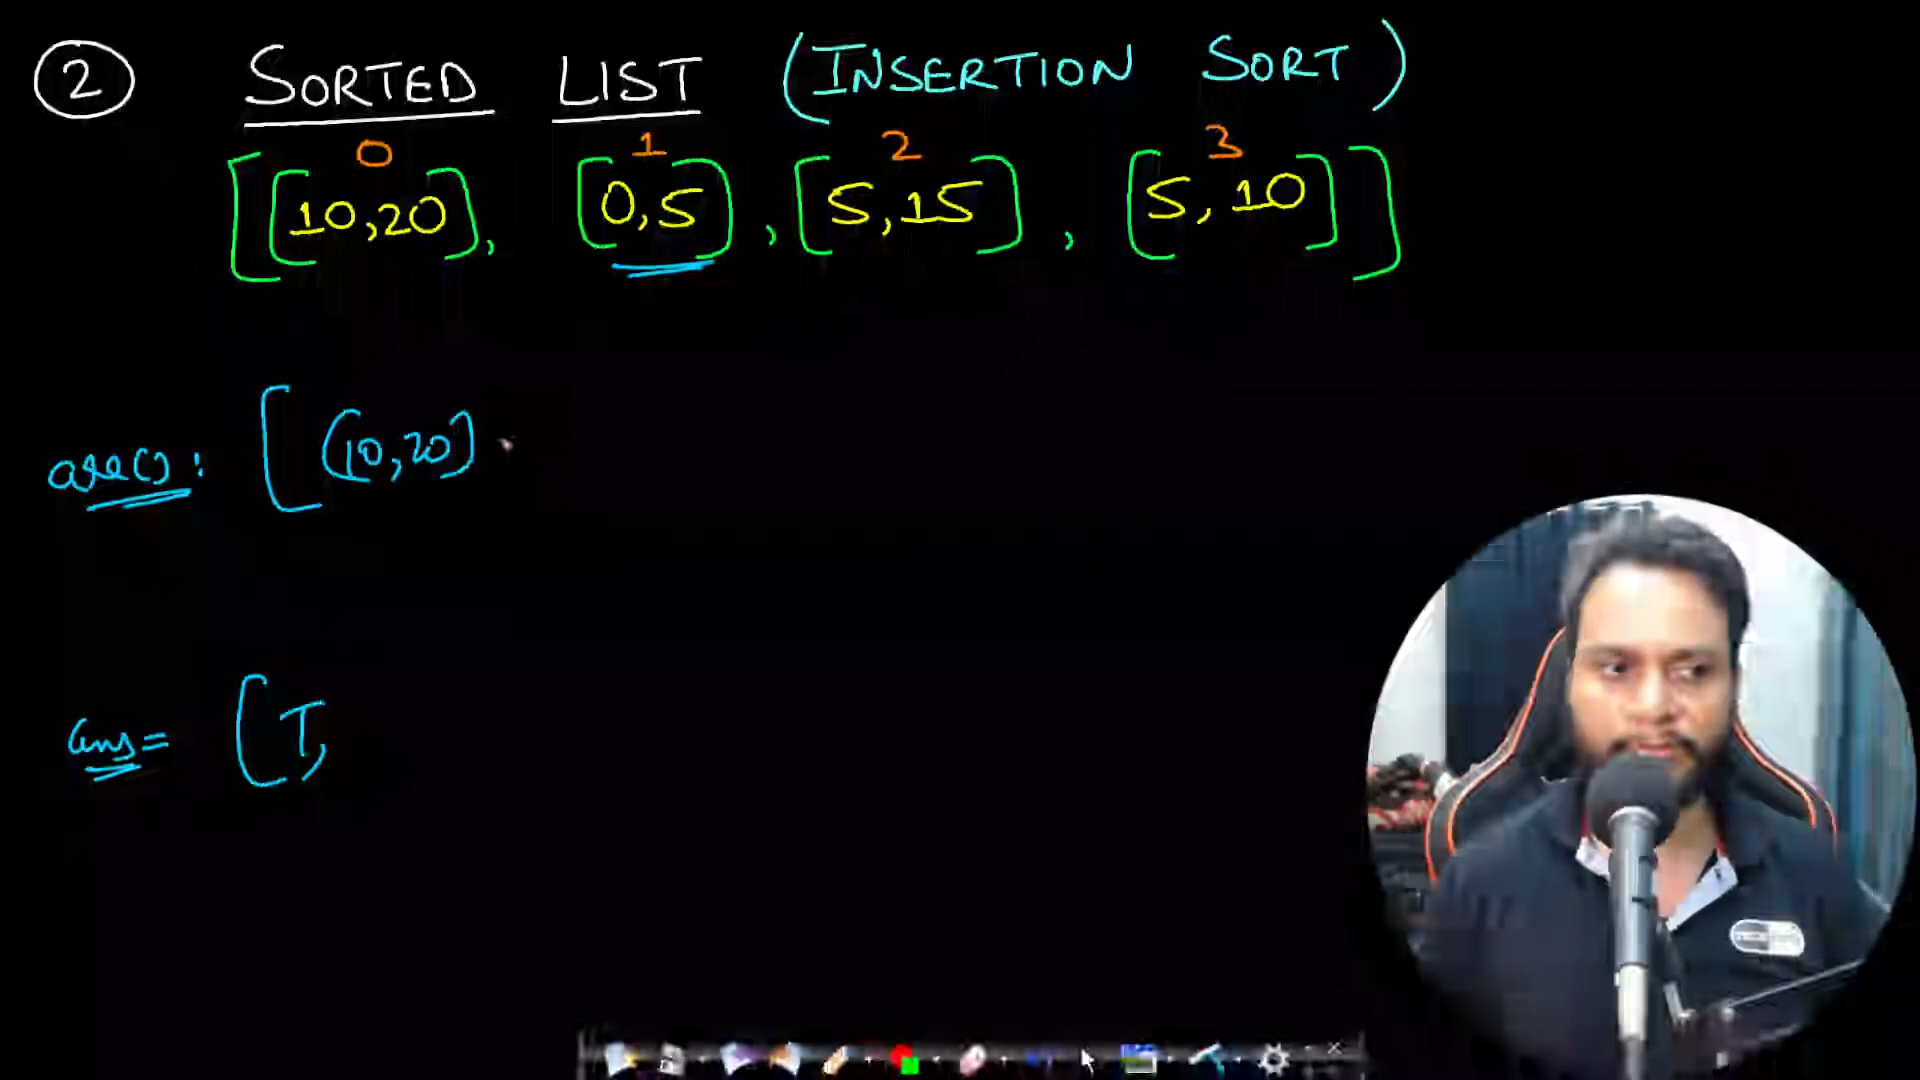 2 SORTED LIST (INSERTION SORT)
0 1 2 3
[[10,20], [0,5], [5,15], [5,10]]
arr(): [ [10,20]
ans = [T,